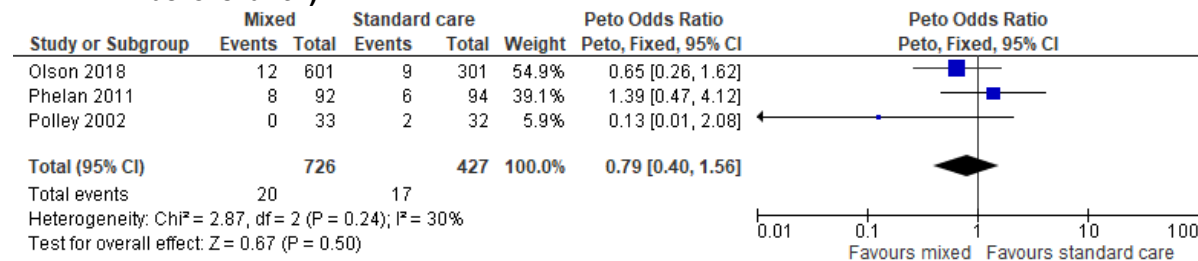 Mixed Standard care Peto Odds Ratio Peto Odds Ratio
Study or Subgroup Events Total Events Total Weight Peto, Fixed, 95% CI Peto, Fixed, 95% CI
Olson 2018 12 601 9 301 54.9% 0.65 [0.26, 1.62]
Phelan 2011 8 92 6 94 39.1% 1.39 [0.47, 4.12]
Polley 2002 0 33 2 32 5.9% 0.13 [0.01, 2.08]
Total (95% CI) 726 427 100.0% 0.79 [0.40, 1.56]
Total events 20 17
Heterogeneity: Chi² = 2.87, df = 2 (P = 0.24); I² = 30%
Test for overall effect: Z = 0.67 (P = 0.50)
0.01 0.1 1 10 100
Favours mixed Favours standard care